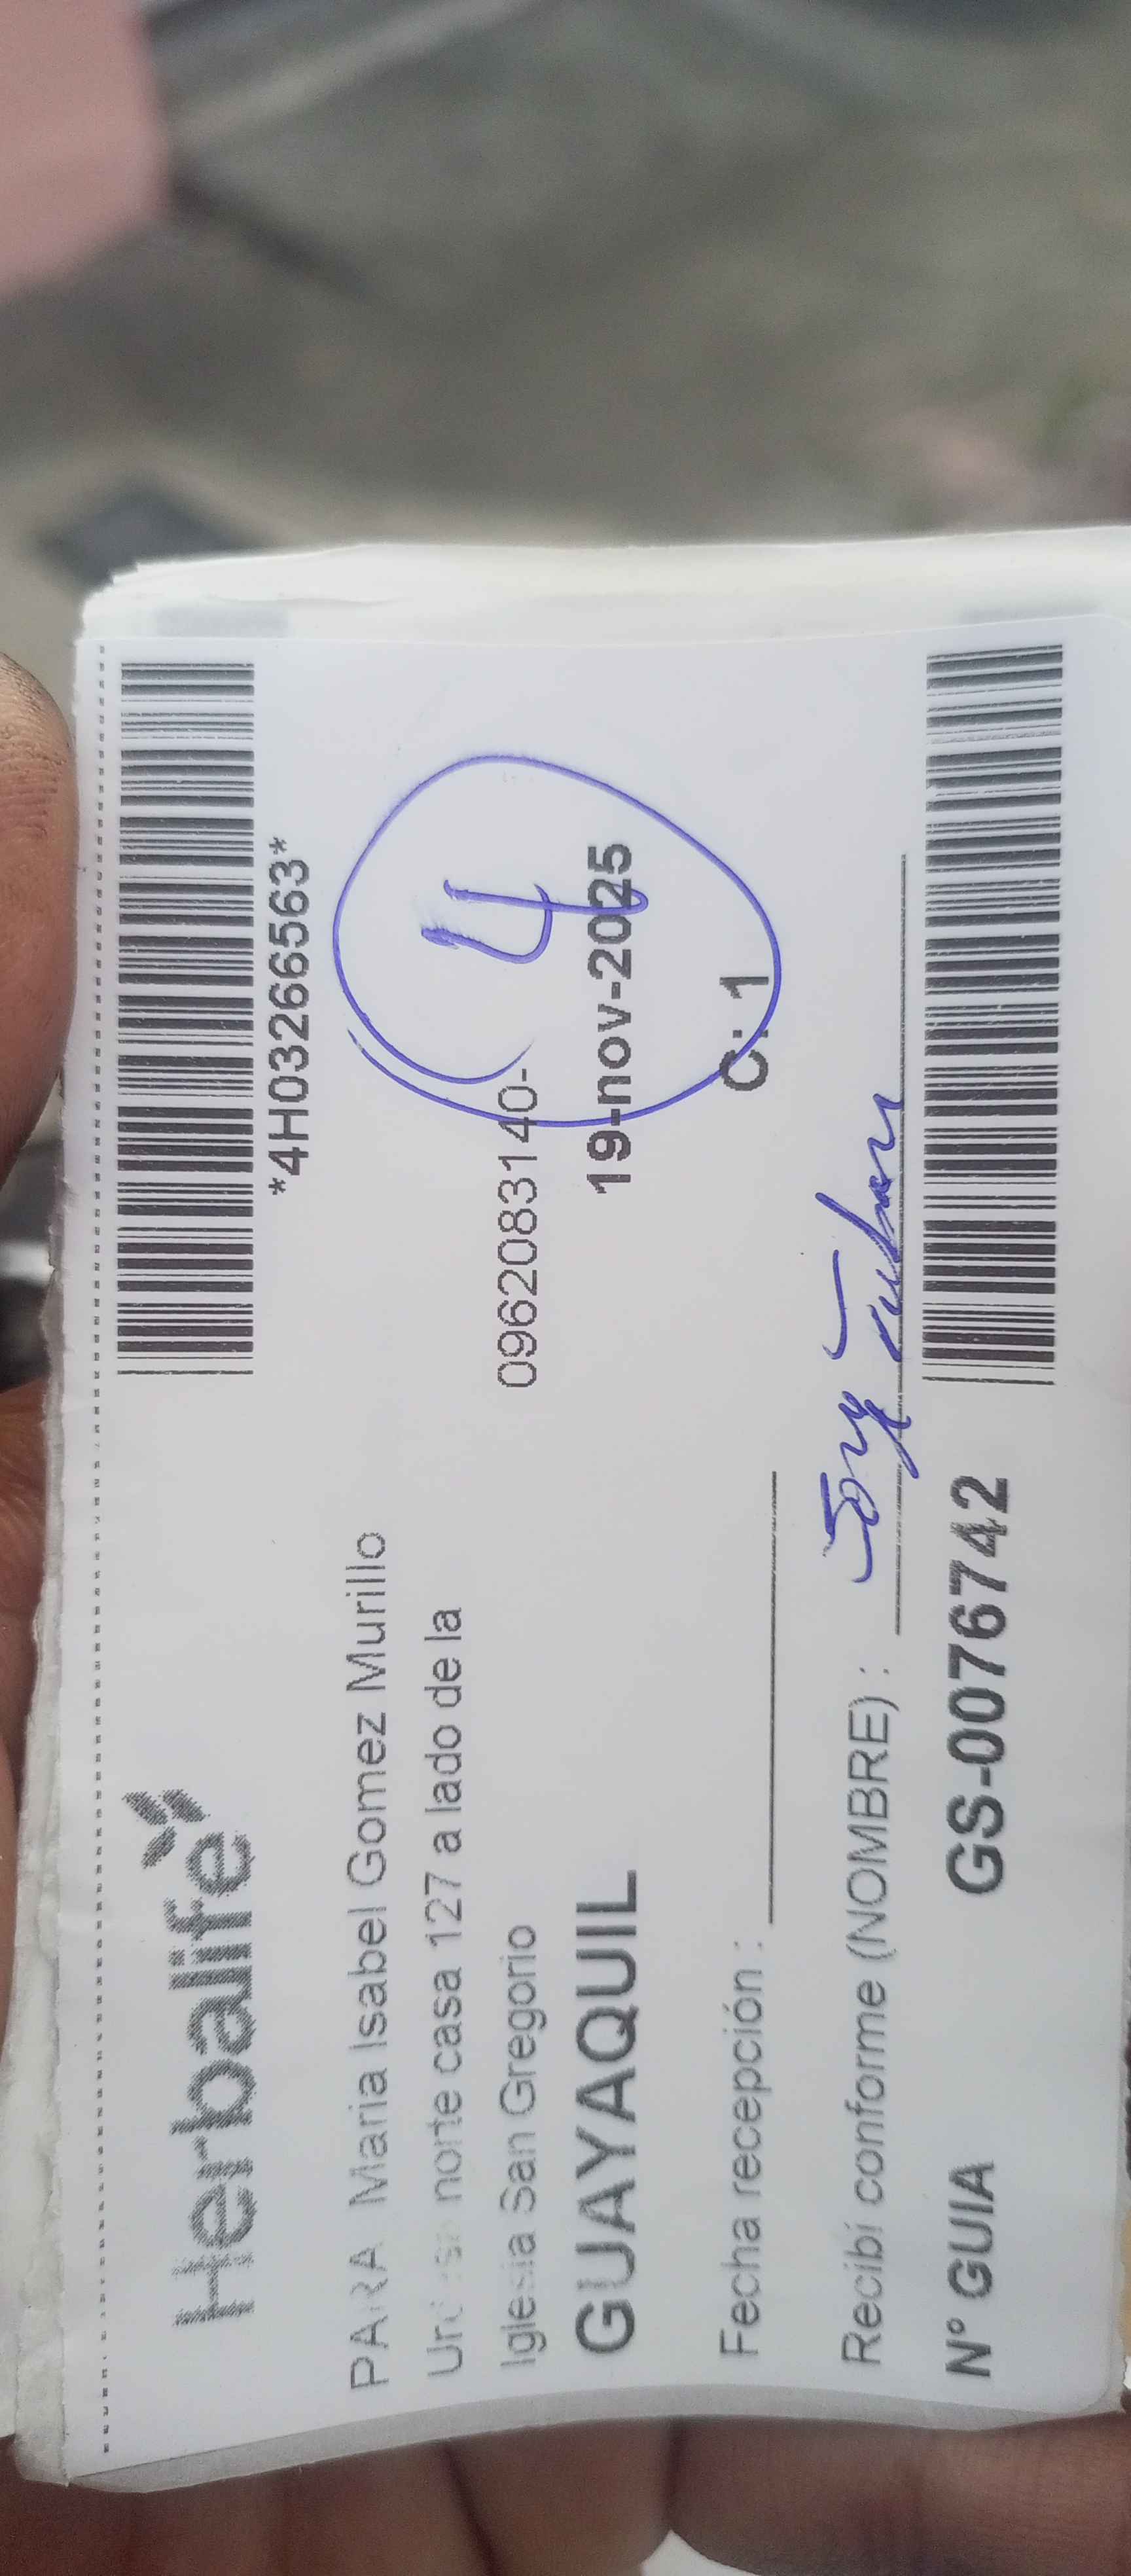 Herbalife
*4H03266563*
PARA Maria Isabel Gomez Murillo
norte casa 127 a lado de la
Iglesia San Gregorio
0962083140-
4
GUAYAQUIL
19-nov-2025
Fecha recepción :
C: 1
Recibí conforme (NOMBRE) :
N° GUIA
GS-0076742